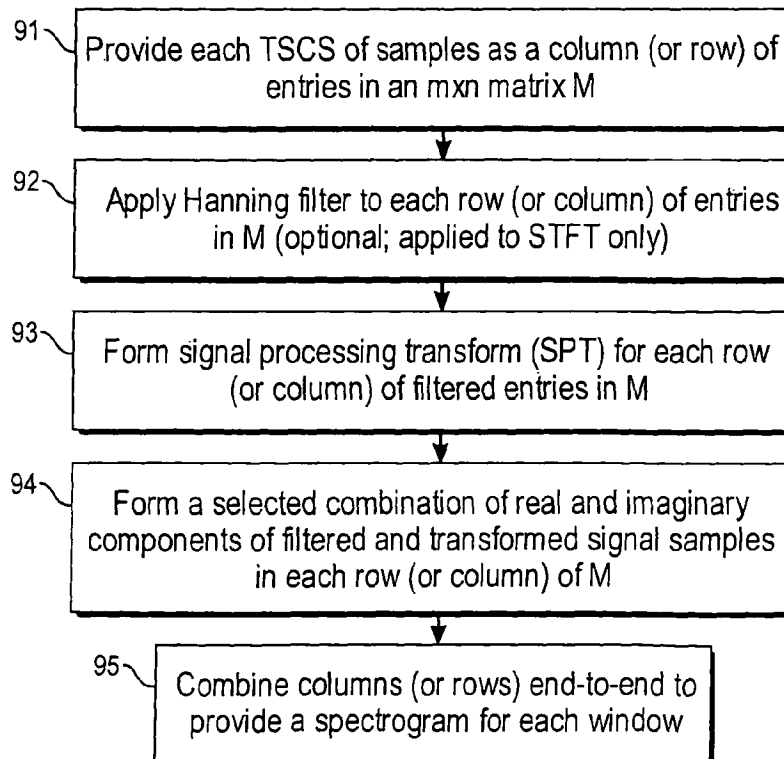 91
Provide each TSCS of samples as a column (or row) of
entries in an mxn matrix M
92
Apply Hanning filter to each row (or column) of entries
in M (optional; applied to STFT only)
93
Form signal processing transform (SPT) for each row
(or column) of filtered entries in M
94
Form a selected combination of real and imaginary
components of filtered and transformed signal samples
in each row (or column) of M
95
Combine columns (or rows) end-to-end to
provide a spectrogram for each window